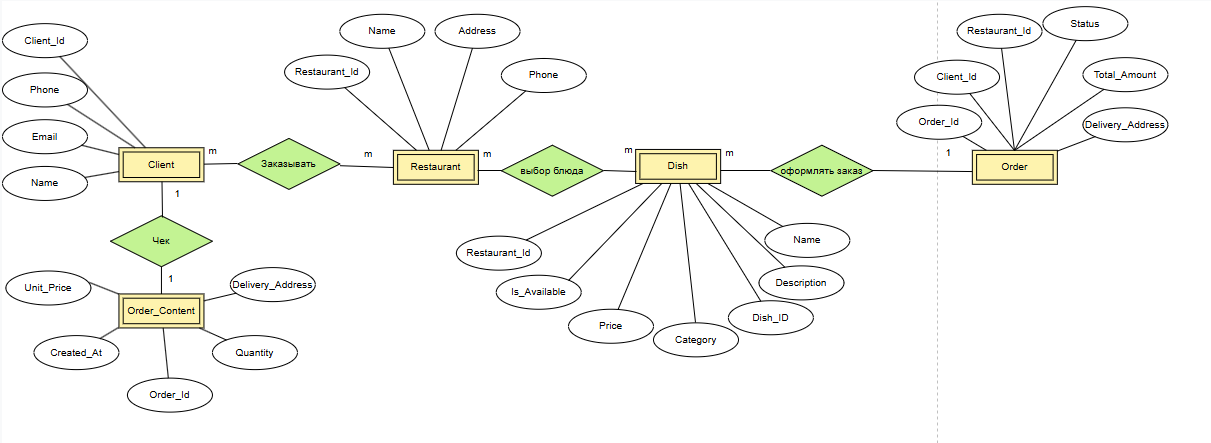 Client_Id
Phone
Email
Name
Client
m
Заказывать
m
Restaurant_Id
Name
Address
Phone
Restaurant
m
выбор блюда
m
Dish
m
оформлять заказ
1
Order
Order_Id
Client_Id
Restaurant_Id
Status
Total_Amount
Delivery_Address
Restaurant_Id
Is_Available
Price
Category
Dish_ID
Description
Name
1
Чек
1
Order_Content
Unit_Price
Delivery_Address
Created_At
Quantity
Order_Id